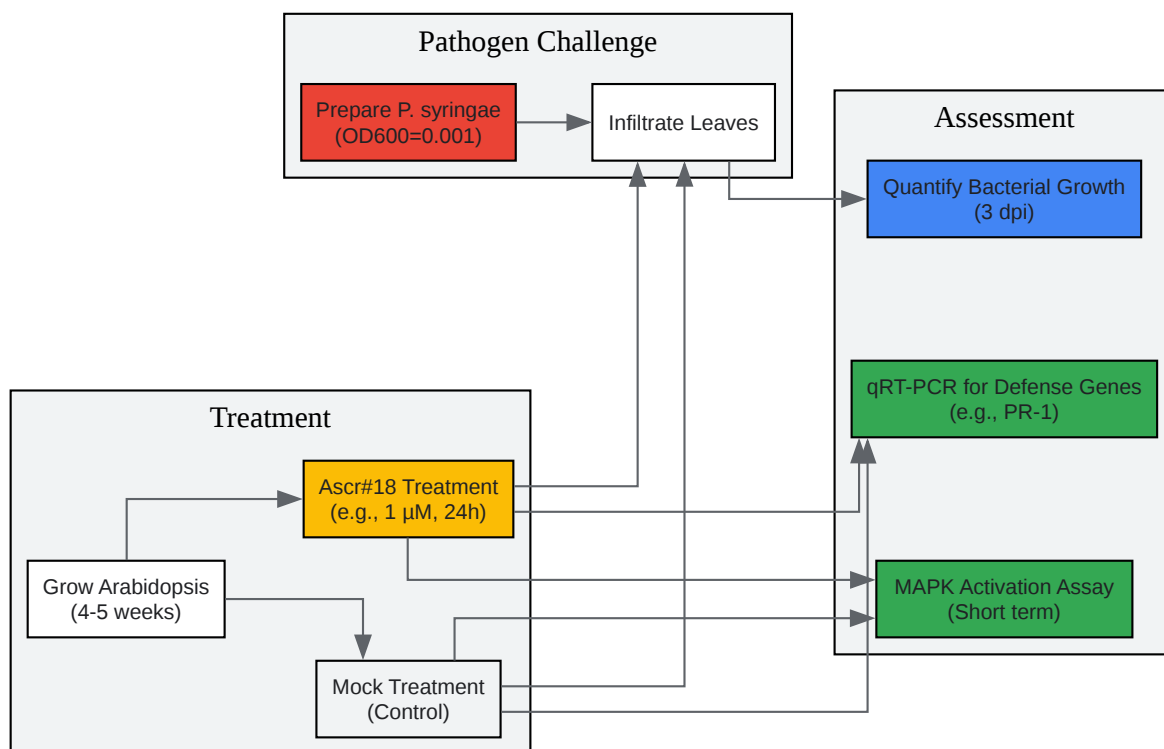 Pathogen Challenge
Prepare P. syringae
(OD600=0.001)
Infiltrate Leaves
Assessment
Quantify Bacterial Growth
(3 dpi)
qRT-PCR for Defense Genes
(e.g., PR-1)
MAPK Activation Assay
(Short term)
Treatment
Ascr#18 Treatment
(e.g., 1 µM, 24h)
Grow Arabidopsis
(4-5 weeks)
Mock Treatment
(Control)